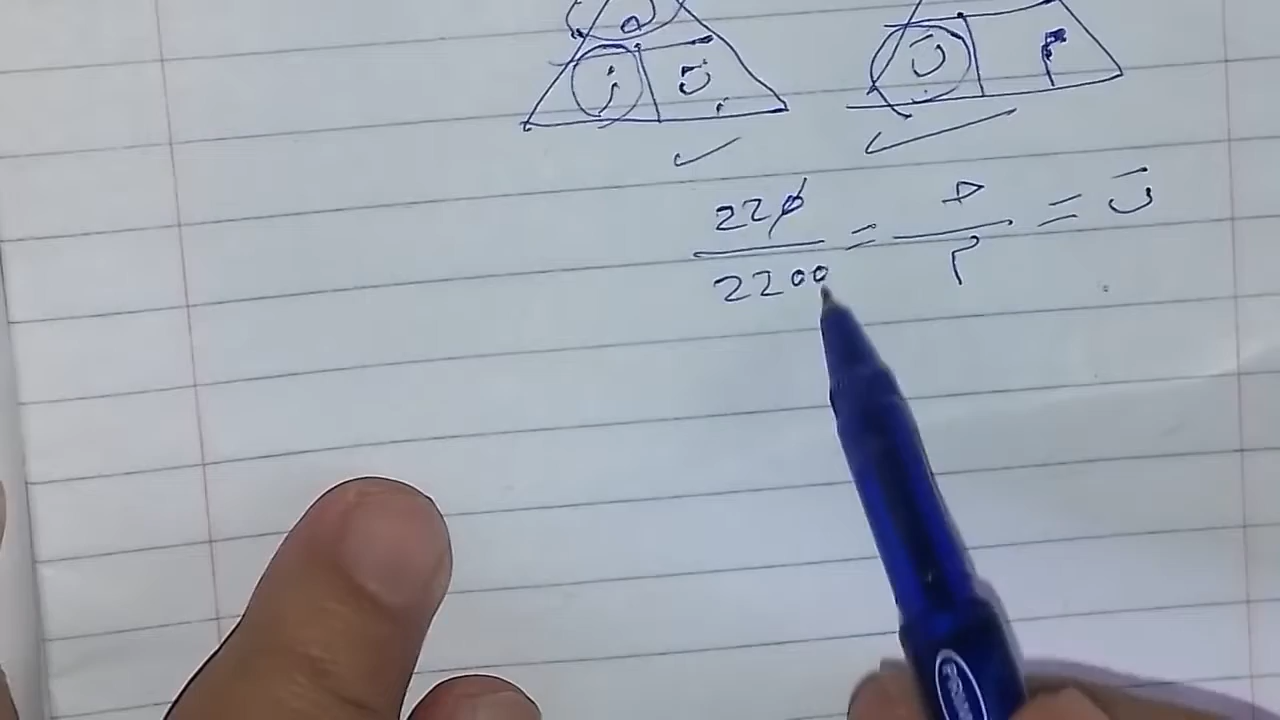 م ت ت ز
ت = = 220
م 2200